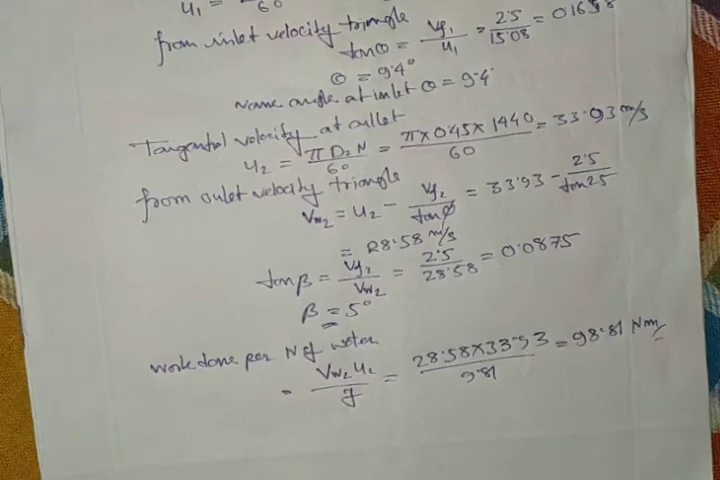 u₁ = /60
from inlet velocity triangle
tanθ = Vf₁/u₁ = 2.5/15.08 = 0.1658
θ = 9.4°
Vane angle at inlet θ = 9.4°
Tangential velocity at outlet
u₂ = πD₂N/60 = π×0.45×1440/60 = 33.93 m/s
from oulet velocity triangle
Vw₂ = u₂ - Vf₂/tanϕ = 33.93 - 2.5/tan25
= 28.58 m/s
tanβ = Vf₂/Vw₂ = 2.5/28.58 = 0.0875
β = 5°
work done per N of water
= Vw₂u₂/g = 28.58×33.93/9.81 = 98.81 Nm